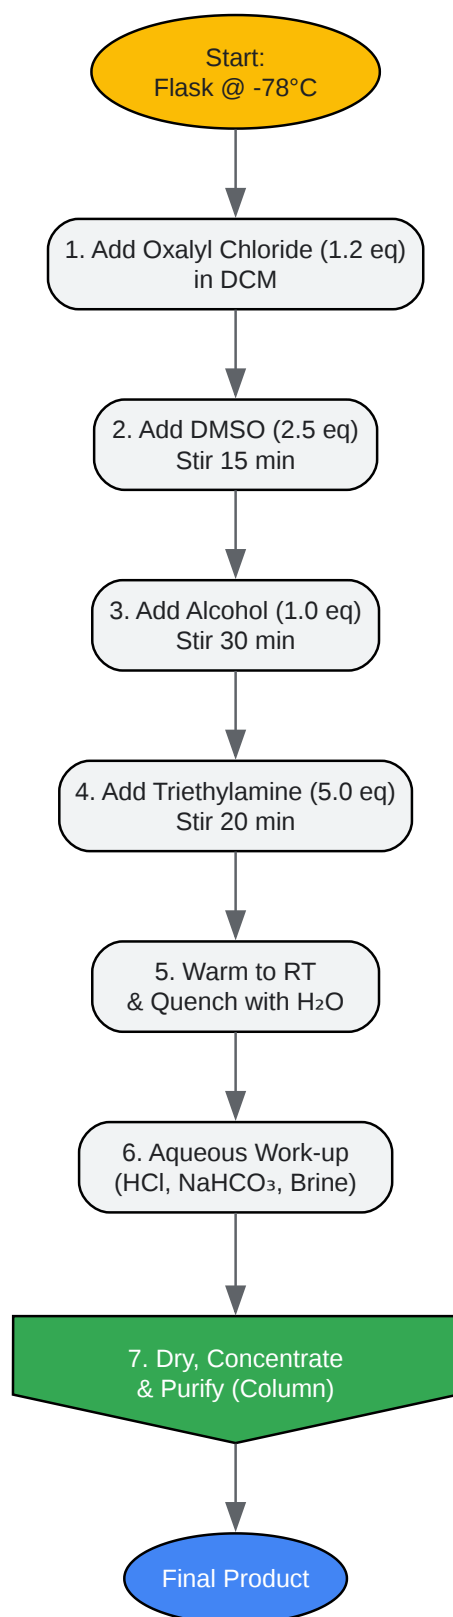 Start:
Flask @ -78°C
1. Add Oxalyl Chloride (1.2 eq)
in DCM
2. Add DMSO (2.5 eq)
Stir 15 min
3. Add Alcohol (1.0 eq)
Stir 30 min
4. Add Triethylamine (5.0 eq)
Stir 20 min
5. Warm to RT
& Quench with H₂O
6. Aqueous Work-up
(HCl, NaHCO₃, Brine)
7. Dry, Concentrate
& Purify (Column)
Final Product